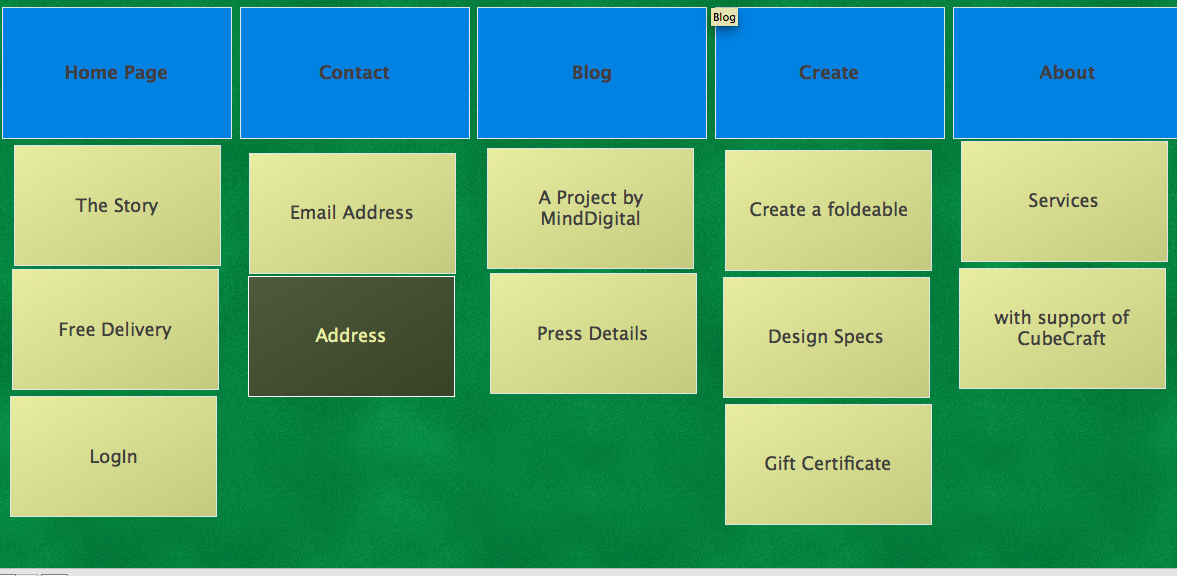 Home Page
Contact
Blog
Blog
Create
About
The Story
Free Delivery
LogIn
Email Address
Address
A Project by
MindDigital
Press Details
Create a foldeable
Design Specs
Gift Certificate
Services
with support of
CubeCraft